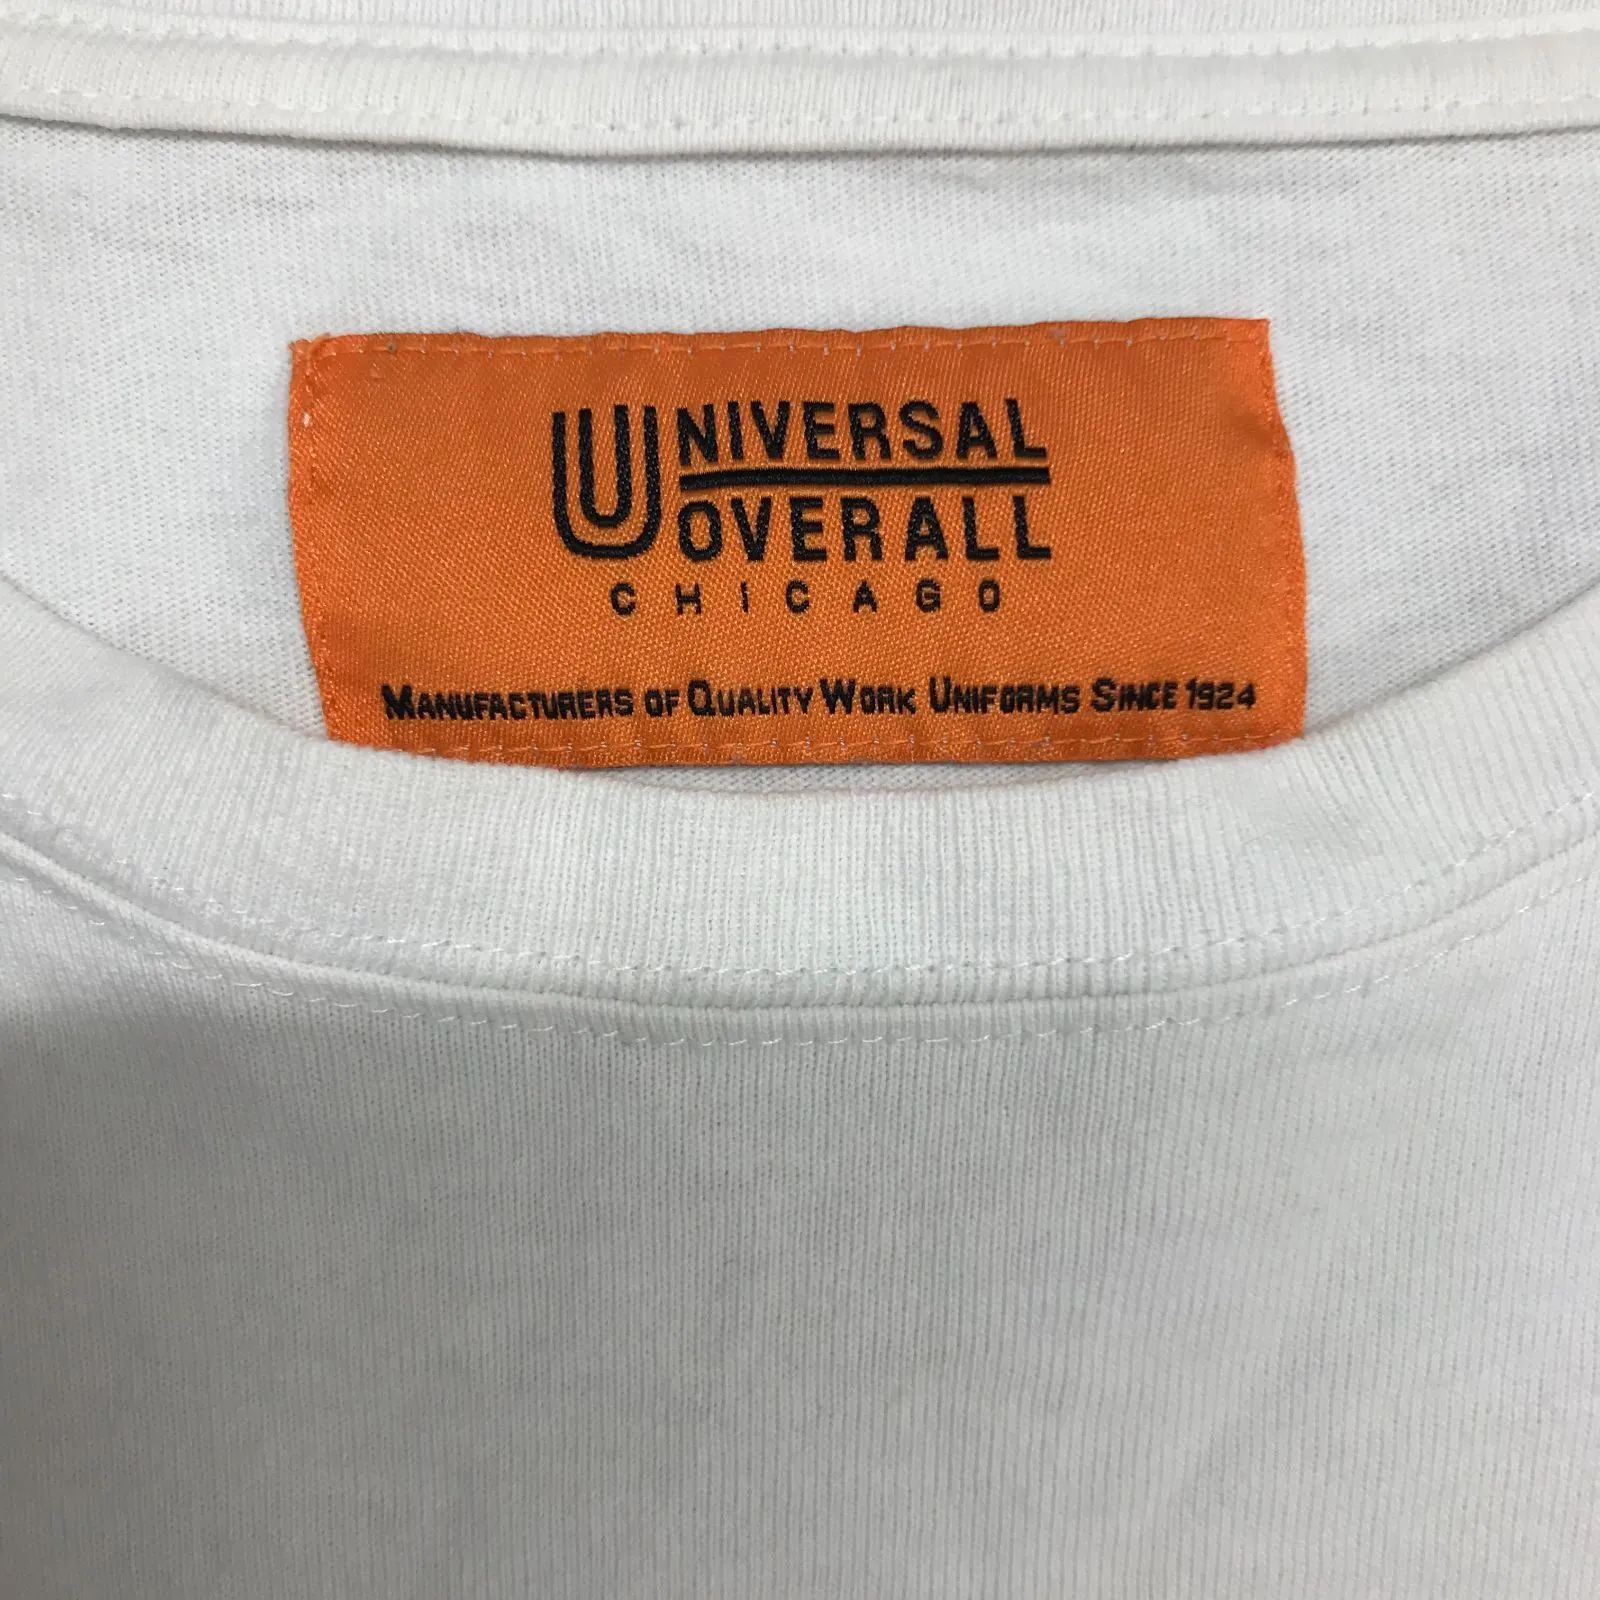 UNIVERSAL
OVERALL
CHICAGO
MANUFACTURERS OF QUALITY WORK UNIFORMS SINCE 1924